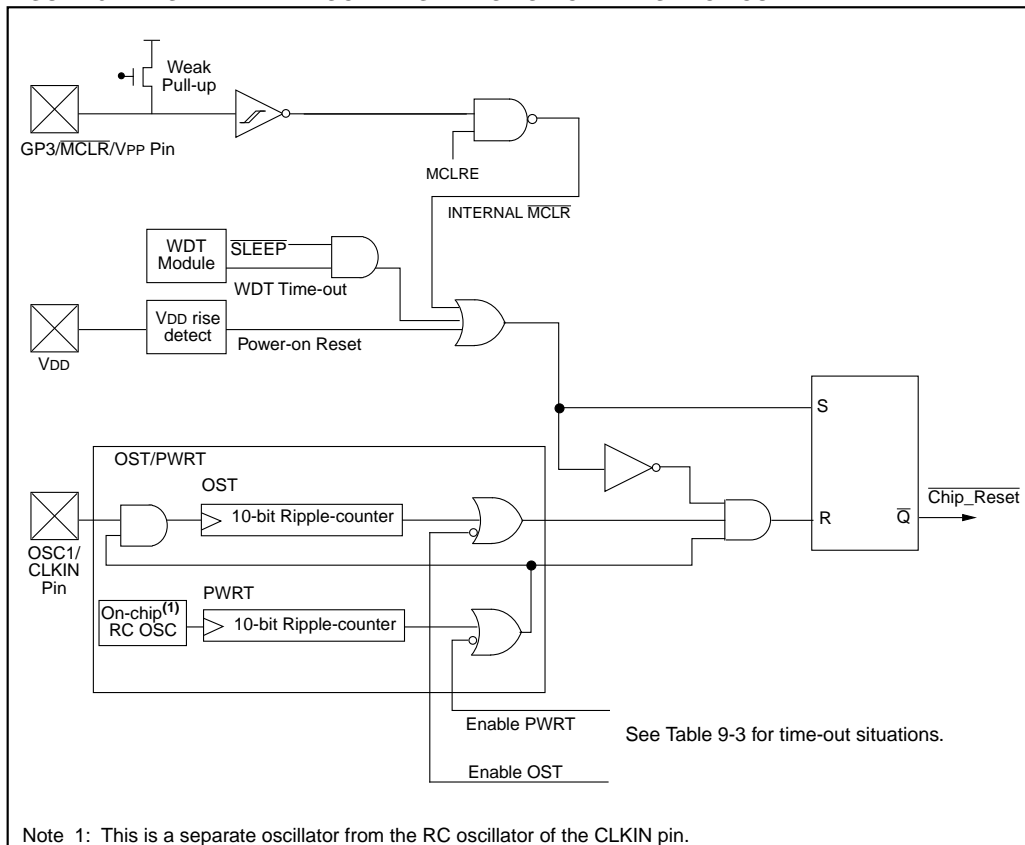 Weak
Pull-up
GP3/MCLR/VPP Pin
MCLRE
INTERNAL MCLR
WDT
Module
SLEEP
WDT Time-out
VDD rise
detect
Power-on Reset
VDD
S
OST/PWRT
OST
10-bit Ripple-counter
Chip_Reset
R
Q
OSC1/
CLKIN
Pin
PWRT
On-chip(1)
RC OSC
10-bit Ripple-counter
Enable PWRT
See Table 9-3 for time-out situations.
Enable OST
Note 1: This is a separate oscillator from the RC oscillator of the CLKIN pin.